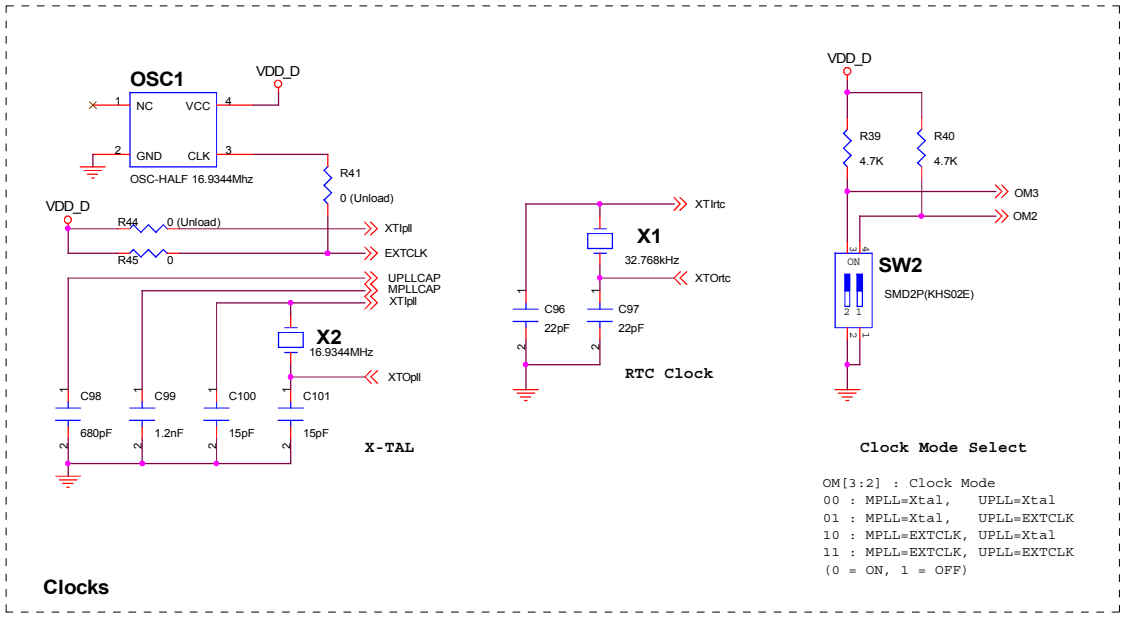 VDD_D
OSC1
1 NC VCC 4
2 GND CLK 3
OSC-HALF 16.9344Mhz
R41
0 (Unload)
VDD_D
R44 0 (Unload)
XTIpll
R45 0
EXTCLK
UPLLCAP
MPLLCAP
XTIpll
X2
16.9344MHz
XTOpll
1 C98
680pF
2
1 C99
1.2nF
2
1 C100
15pF
2
1 C101
15pF
2
X-TAL
XTIrtc
X1
32.768kHz
XTOrtc
1 C96
22pF
2
1 C97
22pF
2
RTC Clock
VDD_D
R39
4.7K
R40
4.7K
OM3
OM2
3 4
ON
SW2
SMD2P(KHS02E)
2 1
2 1
Clock Mode Select
OM[3:2] : Clock Mode
00 : MPLL=Xtal, UPLL=Xtal
01 : MPLL=Xtal, UPLL=EXTCLK
10 : MPLL=EXTCLK, UPLL=Xtal
11 : MPLL=EXTCLK, UPLL=EXTCLK
(0 = ON, 1 = OFF)
Clocks